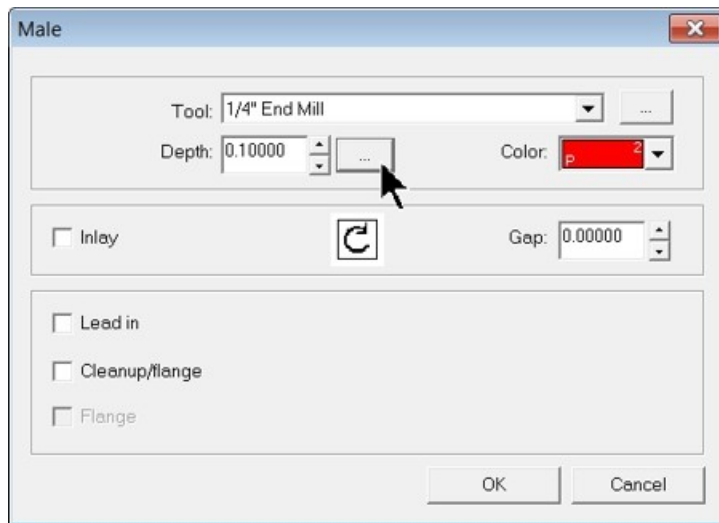 Male
Tool: 1/4" End Mill ...
Depth: 0.10000 ... Color: P 2
Inlay Gap: 0.00000
Lead in
Cleanup/flange
Flange
OK Cancel